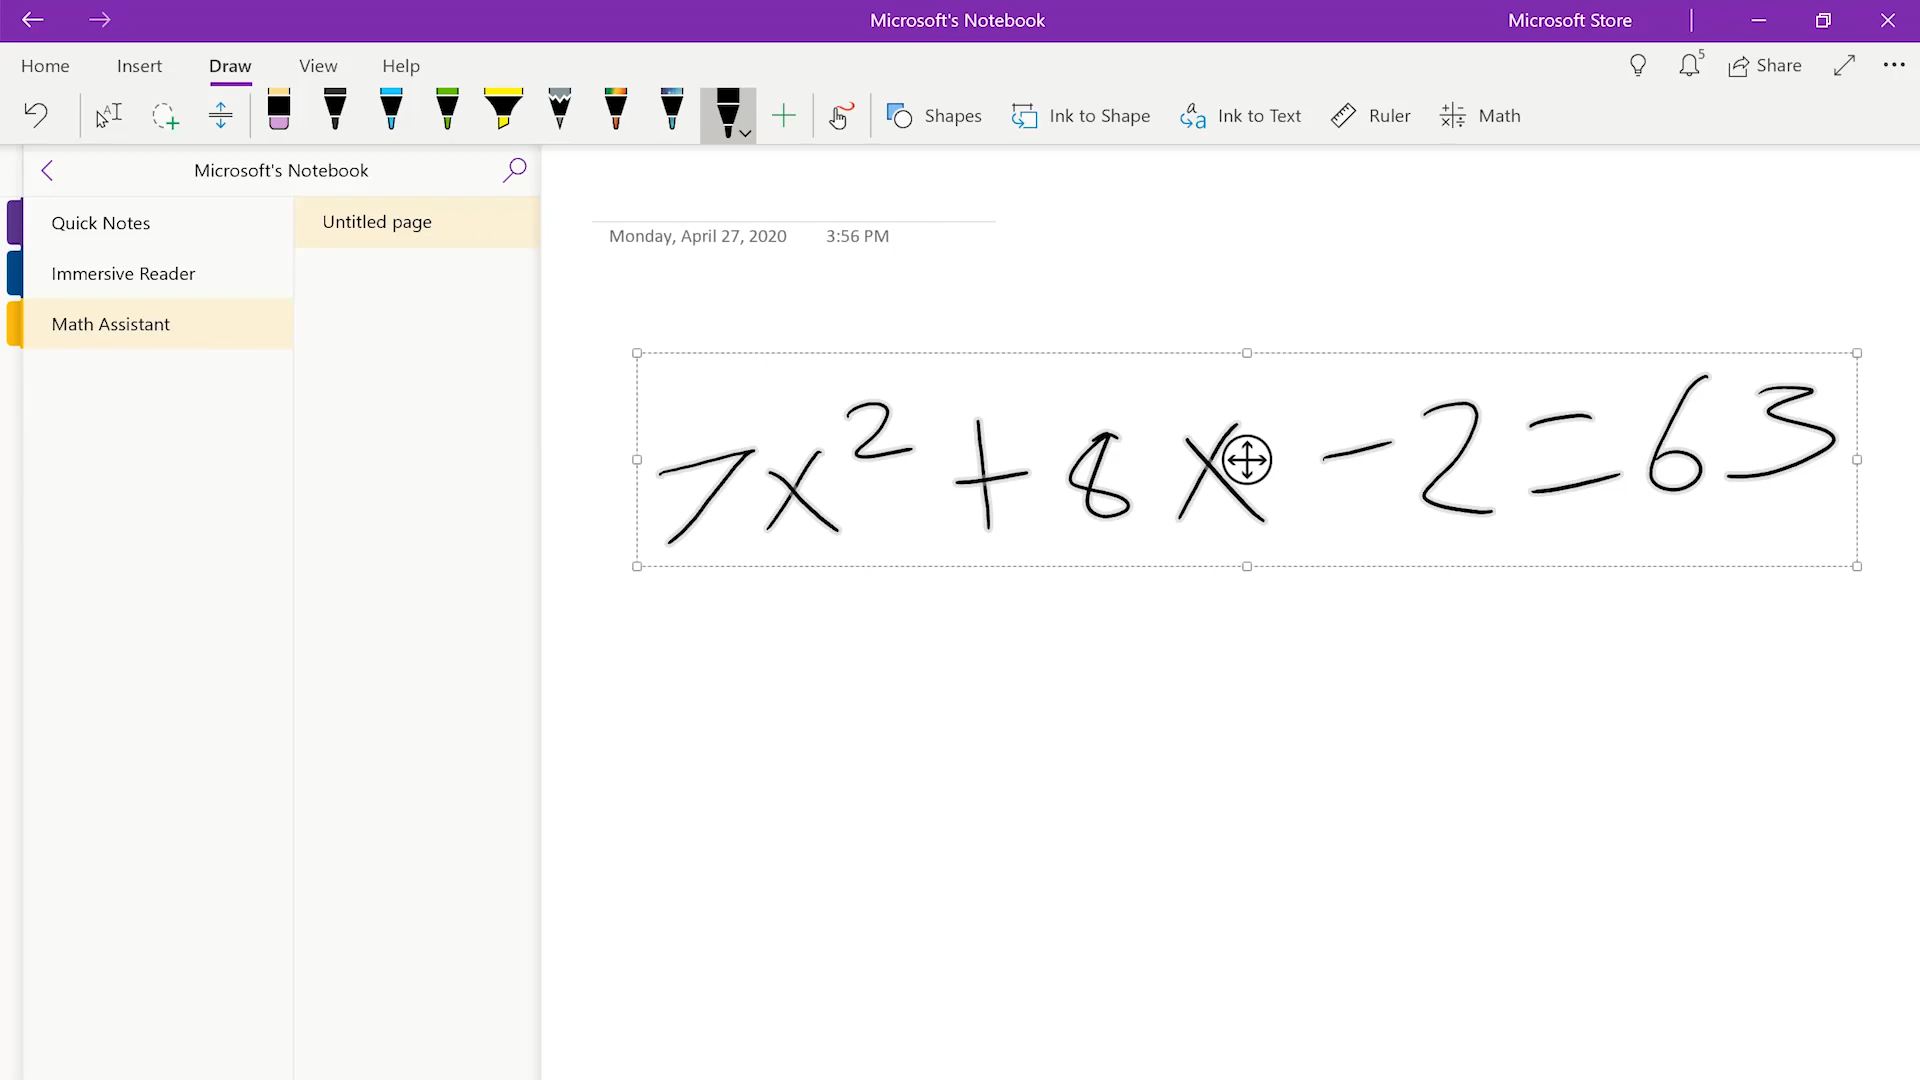 Microsoft's Notebook Microsoft Store
Home Insert Draw View Help 5 Share
AI Shapes Ink to Shape a a Ink to Text Ruler Math
Microsoft's Notebook
Quick Notes
Immersive Reader
Math Assistant
Untitled page
Monday, April 27, 2020 3:56 PM
7x² + 8x - 2 = 63